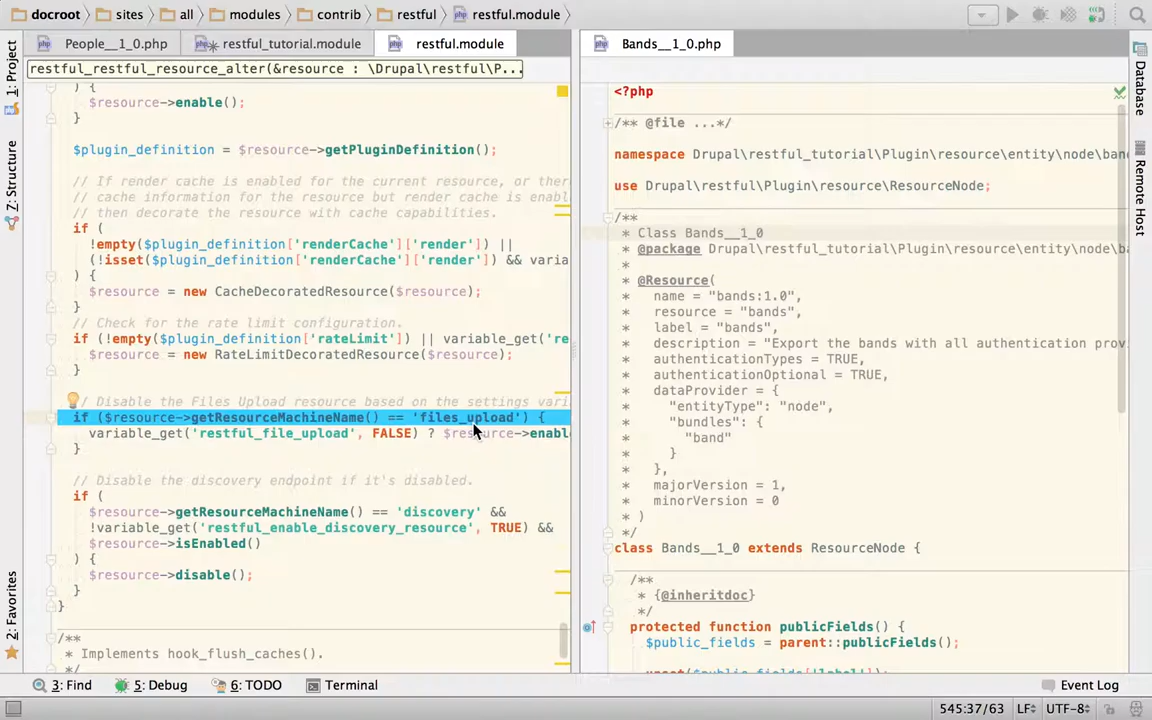 docroot sites all modules contrib restful restful.module
People__1_0.php restful_tutorial.module restful.module Bands__1_0.php
restful_restful_resource_alter(&resource : \Drupal\restful\P...
) {
$resource->enable();
}
$plugin_definition = $resource->getPluginDefinition();
// If render cache is enabled for the current resource, or ther
// cache information for the resource but render cache is enabl
// then decorate the resource with cache capabilities.
if (
!empty($plugin_definition['renderCache']['render']) ||
(!isset($plugin_definition['renderCache']['render']) && varia
) {
$resource = new CacheDecoratedResource($resource);
}
// Check for the rate limit configuration.
if (!empty($plugin_definition['rateLimit']) || variable_get('re
$resource = new RateLimitDecoratedResource($resource);
}
// Disable the Files Upload resource based on the settings vari
if ($resource->getResourceMachineName() == 'files_upload') {
variable_get('restful_file_upload', FALSE) ? $resource->enabl
}
// Disable the discovery endpoint if it's disabled.
if (
$resource->getResourceMachineName() == 'discovery' &&
!variable_get('restful_enable_discovery_resource', TRUE) &&
$resource->isEnabled()
) {
$resource->disable();
}
}
/**
* Implements hook_flush_caches().
*/
<?php
/** @file ...*/
namespace Drupal\restful_tutorial\Plugin\resource\entity\node\ban
use Drupal\restful\Plugin\resource\ResourceNode;
/**
* Class Bands__1_0
* @package Drupal\restful_tutorial\Plugin\resource\entity\node\b
*
* @Resource(
*   name = "bands:1.0",
*   resource = "bands",
*   label = "bands",
*   description = "Export the bands with all authentication prov
*   authenticationTypes = TRUE,
*   authenticationOptional = TRUE,
*   dataProvider = {
*     "entityType": "node",
*     "bundles": {
*       "band"
*     }
*   },
*   majorVersion = 1,
*   minorVersion = 0
* )
*/
class Bands__1_0 extends ResourceNode {
/**
* {@inheritdoc}
*/
protected function publicFields() {
$public_fields = parent::publicFields();
unset($public_fields['label']);
1: Project
Z: Structure
2: Favorites
Database
Remote Host
3: Find 5: Debug 6: TODO Terminal Event Log
545:37/63 LF UTF-8